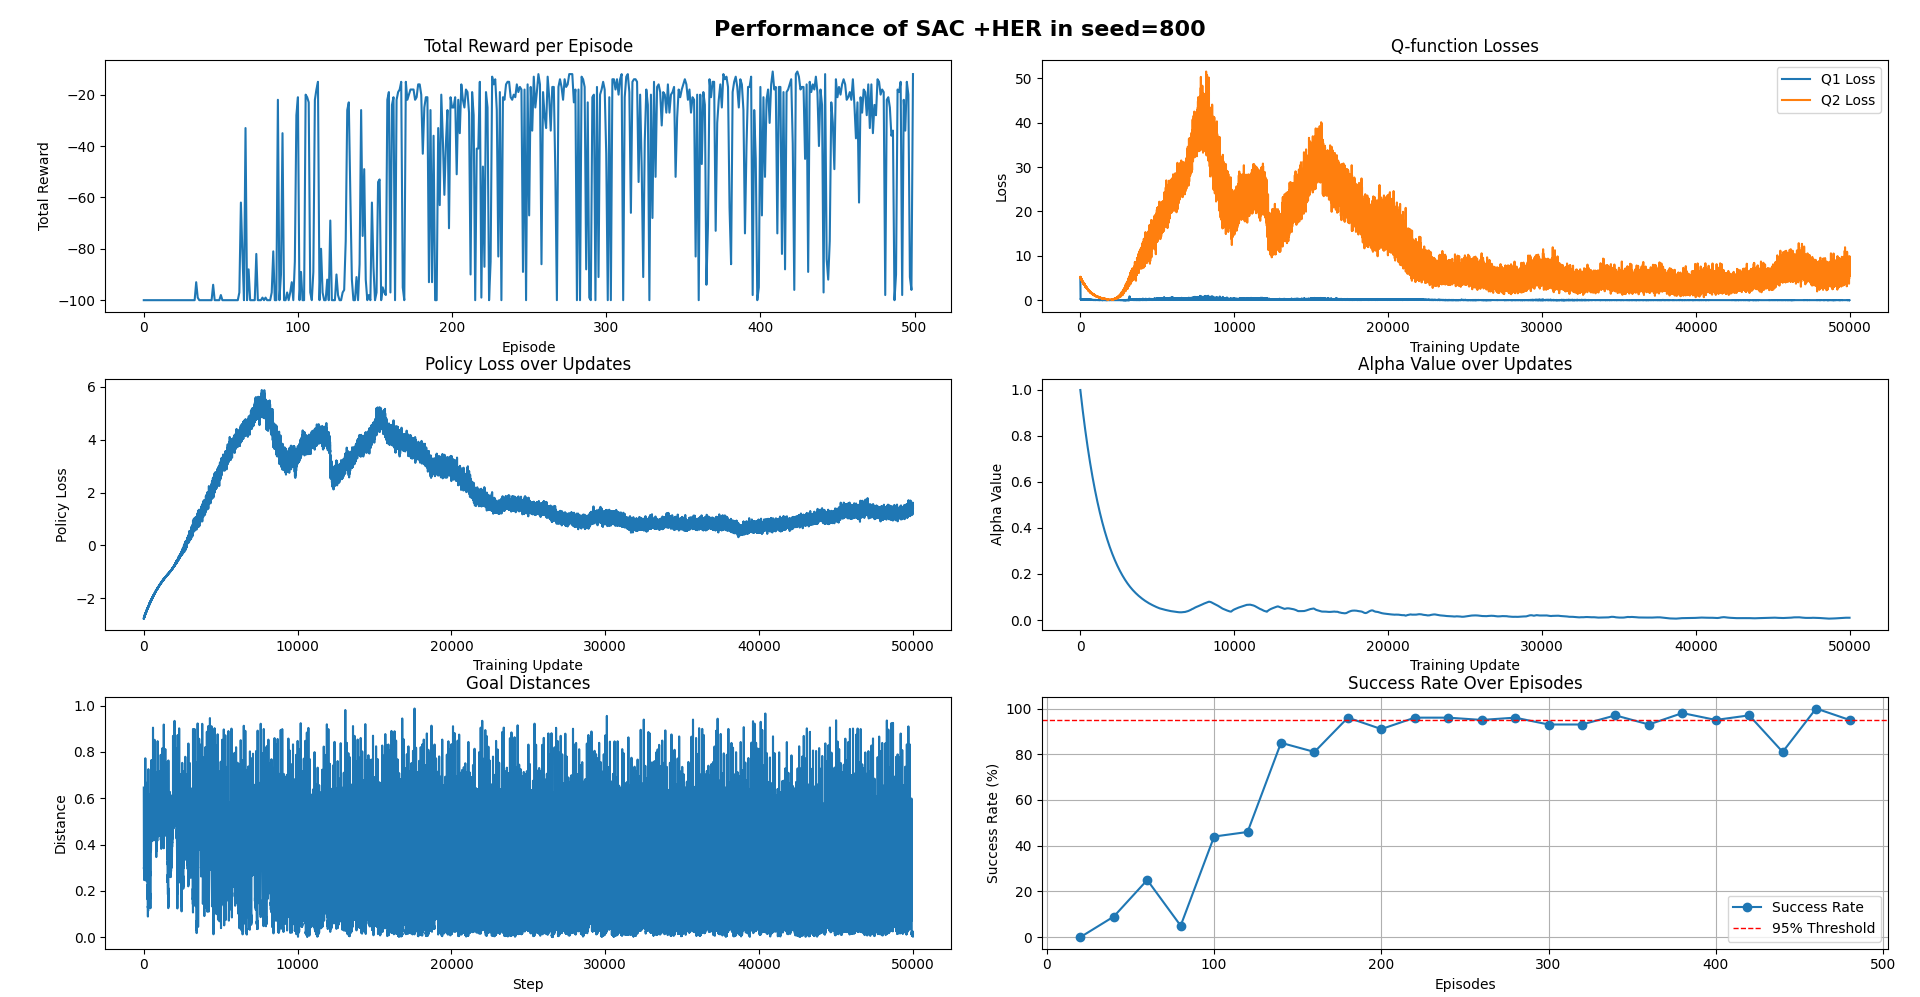 Performance of SAC +HER in seed=800
Total Reward per Episode
Total Reward
−20
−40
−60
−80
−100
0 100 200 300 400 500
Episode
Q-function Losses
Loss
50
40
30
20
10
0
Q1 Loss
Q2 Loss
0 10000 20000 30000 40000 50000
Training Update
Policy Loss over Updates
Policy Loss
6
4
2
0
−2
0 10000 20000 30000 40000 50000
Training Update
Alpha Value over Updates
Alpha Value
1.0
0.8
0.6
0.4
0.2
0.0
0 10000 20000 30000 40000 50000
Training Update
Goal Distances
Distance
1.0
0.8
0.6
0.4
0.2
0.0
0 10000 20000 30000 40000 50000
Step
Success Rate Over Episodes
Success Rate (%)
100
80
60
40
20
0
Success Rate
95% Threshold
0 100 200 300 400 500
Episodes